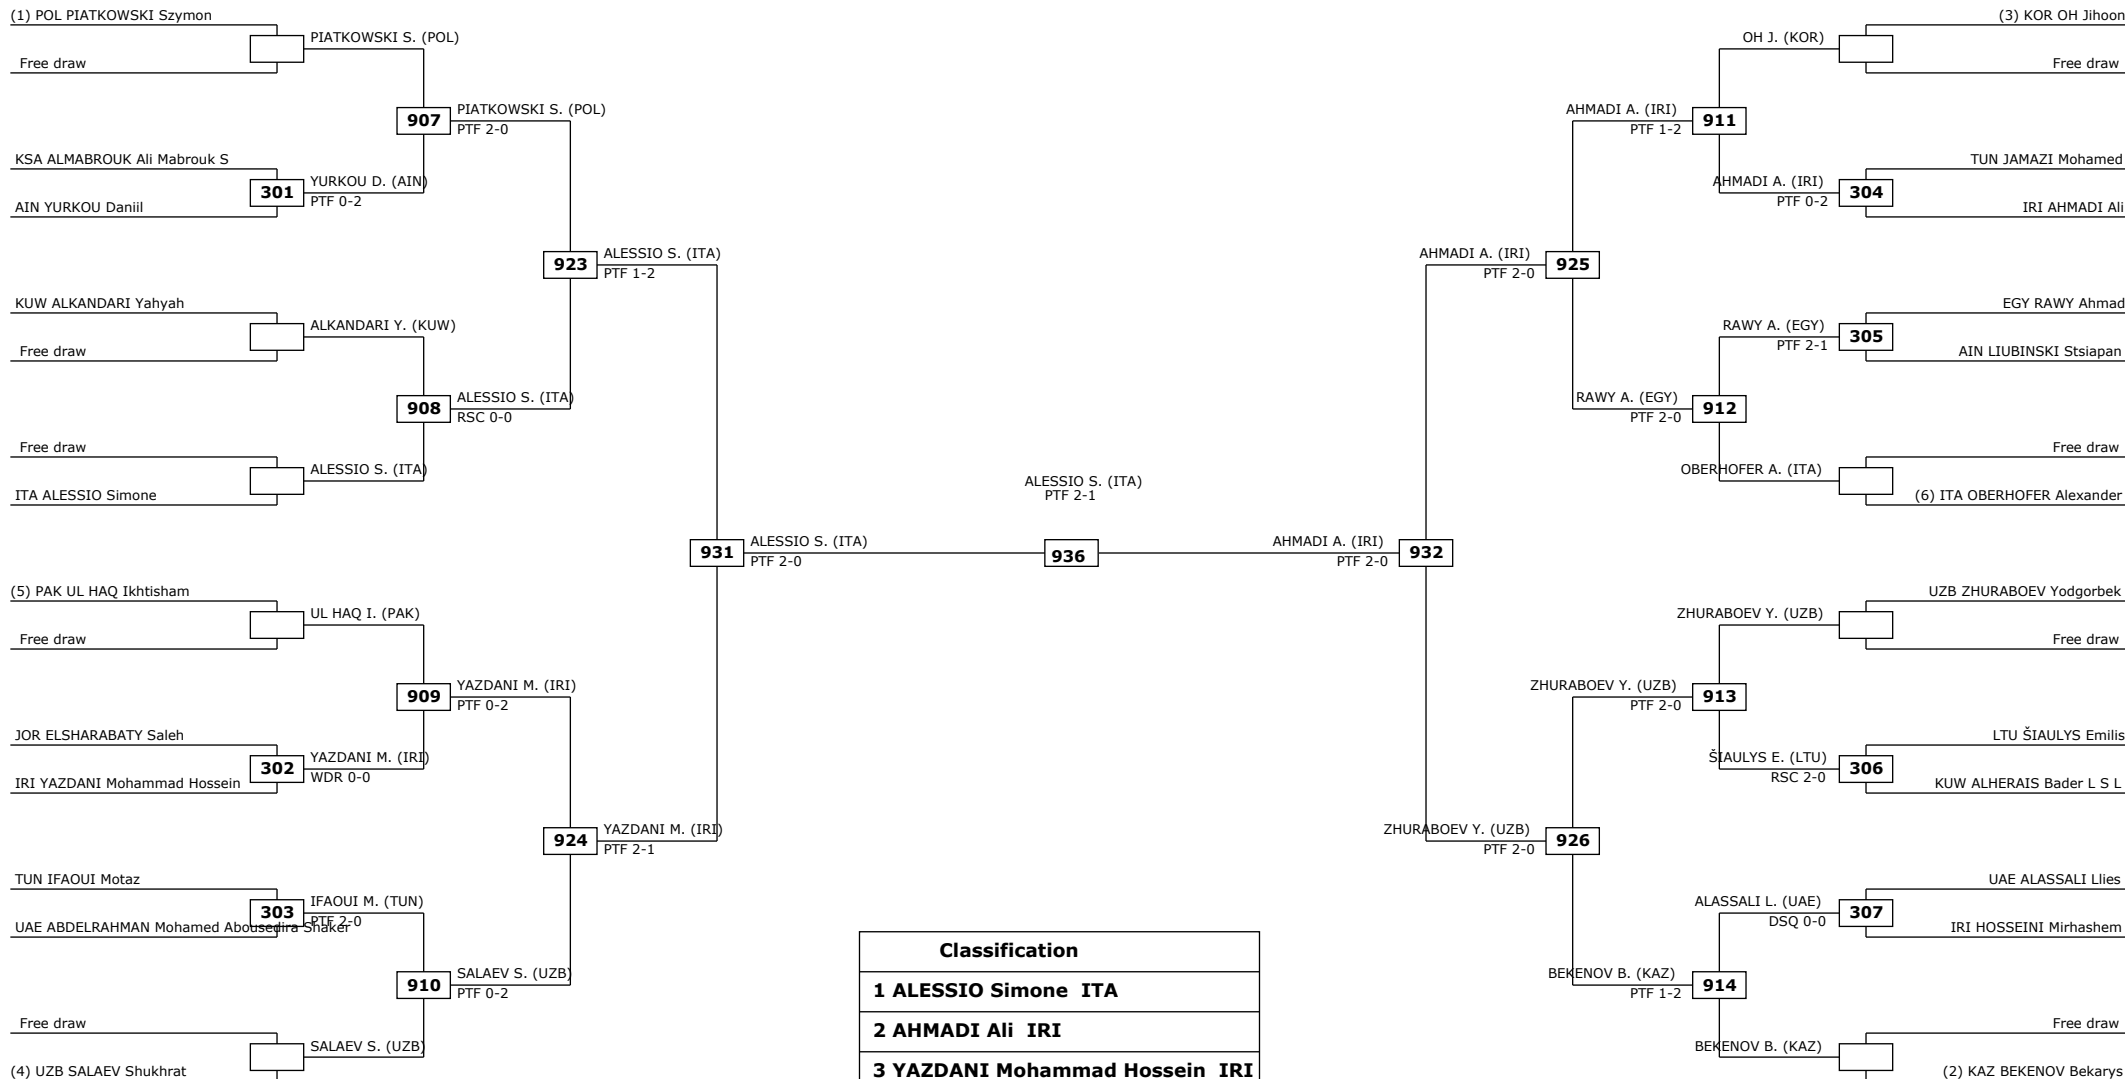 (1) POL PIATKOWSKI Szymon
PIATKOWSKI S. (POL)
Free draw
907
PIATKOWSKI S. (POL)
PTF 2-0
KSA ALMABROUK Ali Mabrouk S
301
YURKOU D. (AIN)
PTF 0-2
AIN YURKOU Daniil
923
ALESSIO S. (ITA)
PTF 1-2
KUW ALKANDARI Yahyah
ALKANDARI Y. (KUW)
Free draw
908
ALESSIO S. (ITA)
RSC 0-0
Free draw
ALESSIO S. (ITA)
ITA ALESSIO Simone
931
ALESSIO S. (ITA)
PTF 2-0
(5) PAK UL HAQ Ikhtisham
UL HAQ I. (PAK)
Free draw
909
YAZDANI M. (IRI)
PTF 0-2
JOR ELSHARABATY Saleh
302
YAZDANI M. (IRI)
WDR 0-0
IRI YAZDANI Mohammad Hossein
924
YAZDANI M. (IRI)
PTF 2-1
TUN IFAOUI Motaz
303
IFAOUI M. (TUN)
PTF 2-0
UAE ABDELRAHMAN Mohamed Abousedira Shaker
910
SALAEV S. (UZB)
PTF 0-2
Free draw
SALAEV S. (UZB)
(4) UZB SALAEV Shukhrat
ALESSIO S. (ITA)
PTF 2-1
936
(3) KOR OH Jihoon
OH J. (KOR)
Free draw
AHMADI A. (IRI)
PTF 1-2
911
TUN JAMAZI Mohamed
AHMADI A. (IRI)
PTF 0-2
304
IRI AHMADI Ali
AHMADI A. (IRI)
PTF 2-0
925
EGY RAWY Ahmad
RAWY A. (EGY)
PTF 2-1
305
AIN LIUBINSKI Stsiapan
RAWY A. (EGY)
PTF 2-0
912
Free draw
OBERHOFER A. (ITA)
(6) ITA OBERHOFER Alexander
AHMADI A. (IRI)
PTF 2-0
932
UZB ZHURABOEV Yodgorbek
ZHURABOEV Y. (UZB)
Free draw
ZHURABOEV Y. (UZB)
PTF 2-0
913
LTU ŠIAULYS Emilis
ŠIAULYS E. (LTU)
RSC 2-0
306
KUW ALHERAIS Bader L S L
ZHURABOEV Y. (UZB)
PTF 2-0
926
UAE ALASSALI Llies
ALASSALI L. (UAE)
DSQ 0-0
307
IRI HOSSEINI Mirhashem
BEKENOV B. (KAZ)
PTF 1-2
914
Free draw
BEKENOV B. (KAZ)
(2) KAZ BEKENOV Bekarys
Classification
1 ALESSIO Simone ITA
2 AHMADI Ali IRI
3 YAZDANI Mohammad Hossein IRI